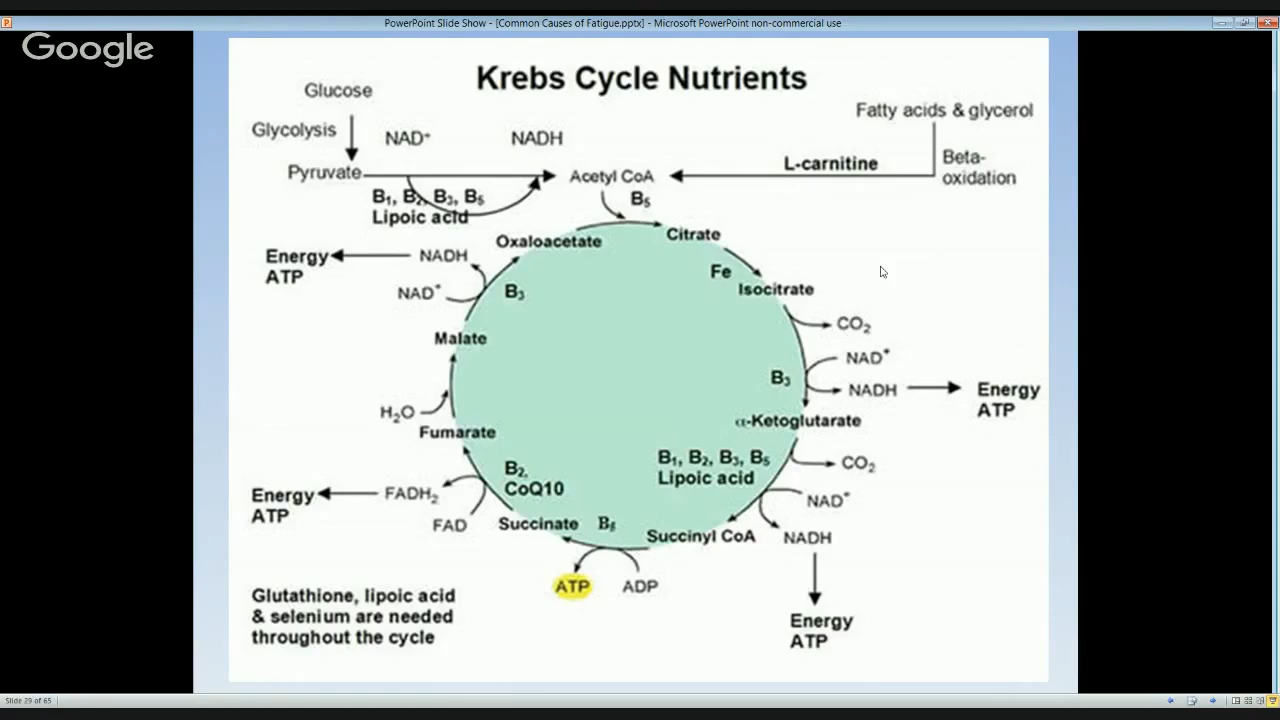 PowerPoint Slide Show - [Common Causes of Fatigue.pptx] - Microsoft PowerPoint non-commercial use
Google
Krebs Cycle Nutrients
Glucose
Glycolysis
NAD⁺
NADH
Pyruvate
B₁, B₂, B₃, B₅
Lipoic acid
Acetyl CoA
Fatty acids & glycerol
L-carnitine
Beta-
oxidation
B₅
Oxaloacetate
Citrate
Fe
Isocitrate
CO₂
NAD⁺
B₃
NADH
Energy
ATP
α-Ketoglutarate
B₁, B₂, B₃, B₅
Lipoic acid
CO₂
NAD⁺
NADH
Energy
ATP
Succinyl CoA
B₅
ADP
ATP
Succinate
B₂,
CoQ10
FAD
FADH₂
Energy
ATP
Fumarate
H₂O
Malate
B₃
NAD⁺
NADH
Energy
ATP
Glutathione, lipoic acid
& selenium are needed
throughout the cycle
Slide 29 of 65